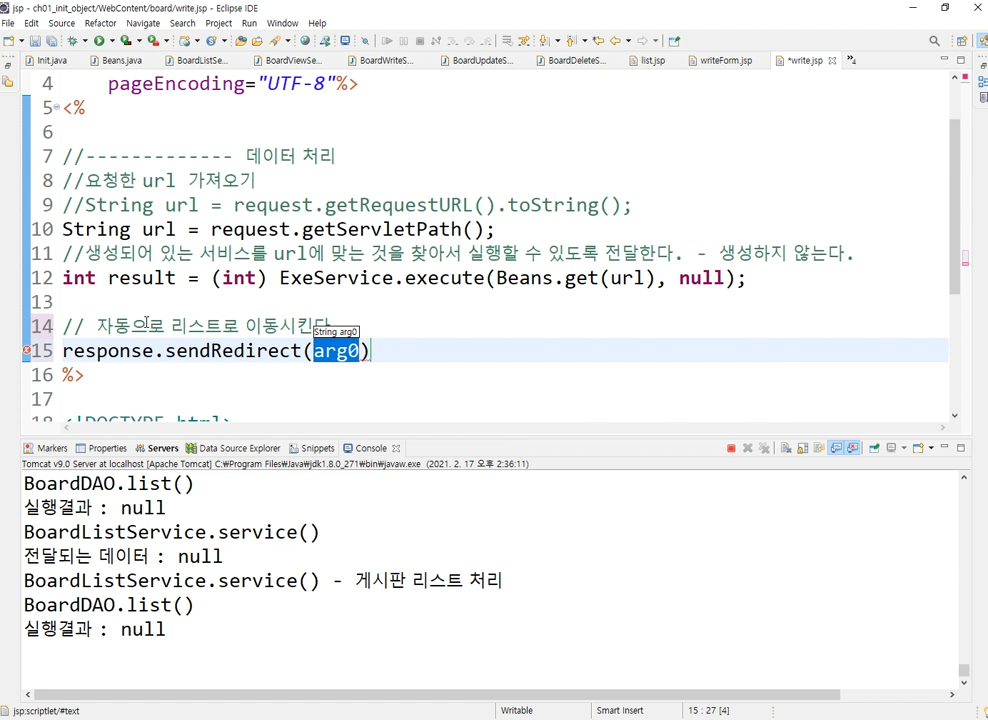 jsp - ch01_init_object/WebContent/board/write.jsp - Eclipse IDE
File Edit Source Refactor Navigate Search Project Run Window Help
Init.java Beans.java BoardListSe... BoardViewSe... BoardWriteS... BoardUpdateS... BoardDeleteS... list.jsp writeForm.jsp *write.jsp
4 pageEncoding="UTF-8"%>
5 <%
6
7 //------------- 데이터 처리
8 //요청한 url 가져오기
9 //String url = request.getRequestURL().toString();
10 String url = request.getServletPath();
11 //생성되어 있는 서비스를 url에 맞는 것을 찾아서 실행할 수 있도록 전달한다. - 생성하지 않는다.
12 int result = (int) ExeService.execute(Beans.get(url), null);
13
14 // 자동으로 리스트로 이동시킨다
String arg0
15 response.sendRedirect(arg0)
16 %>
17
18 <!DOCTYPE html>
Markers Properties Servers Data Source Explorer Snippets Console
Tomcat v9.0 Server at localhost [Apache Tomcat] C:₩Program Files₩Java₩jdk1.8.0_271₩bin₩javaw.exe (2021. 2. 17 오후 2:36:11)
BoardDAO.list()
실행결과 : null
BoardListService.service()
전달되는 데이터 : null
BoardListService.service() - 게시판 리스트 처리
BoardDAO.list()
실행결과 : null
jsp:scriptlet/#text Writable Smart Insert 15 : 27 [4]